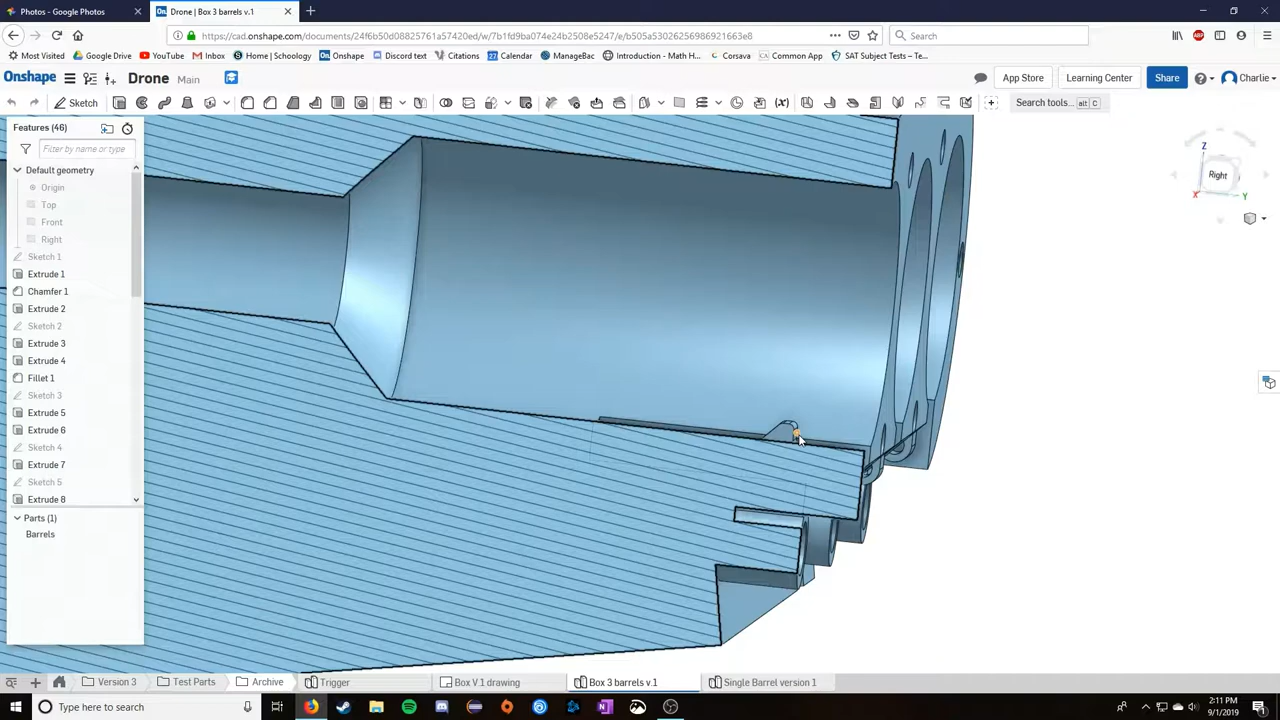 Photos - Google Photos
Drone | Box 3 barrels v.1
https://cad.onshape.com/documents/24f6b50d08825761a57420ed/w/7b1fd9ba074e24b2508e5247/e/b505a53026256986921663e8
Search
Most Visited
Google Drive
YouTube
Inbox
Home | Schoology
Onshape
Discord text
Citations
Calendar
ManageBac
Introduction - Math H...
Corsava
Common App
SAT Subject Tests – Te...
Onshape
Drone
Main
App Store
Learning Center
Share
Charlie
Sketch
Search tools...
alt C
Features (46)
Filter by name or type
Default geometry
Origin
Top
Front
Right
Sketch 1
Extrude 1
Chamfer 1
Extrude 2
Sketch 2
Extrude 3
Extrude 4
Fillet 1
Sketch 3
Extrude 5
Extrude 6
Sketch 4
Extrude 7
Sketch 5
Extrude 8
Parts (1)
Barrels
Z
Right
X
Y
Version 3
Test Parts
Archive
Trigger
Box V.1 drawing
Box 3 barrels v.1
Single Barrel version 1
Type here to search
2:11 PM
9/1/2019